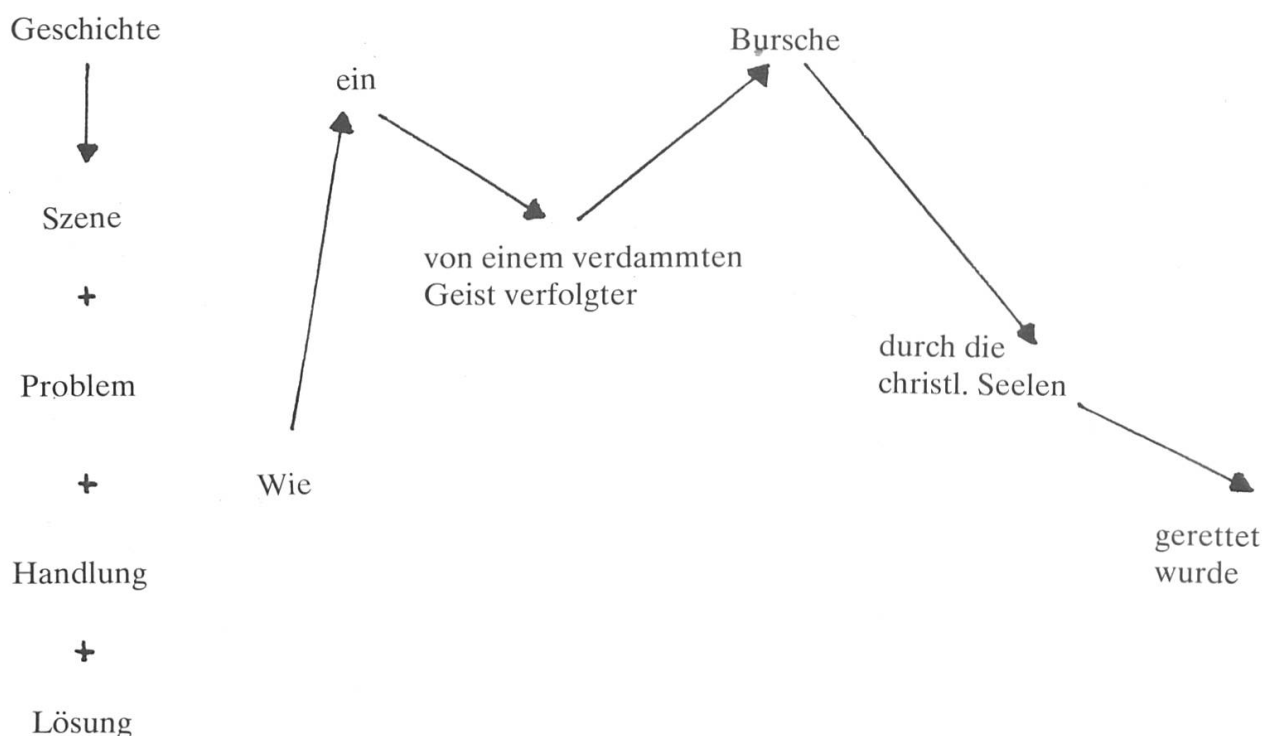 Geschichte
Szene
+
Problem
+
Handlung
+
Lösung
Wie
ein
von einem verdammten
Geist verfolgter
Bursche
durch die
christl. Seelen
gerettet
wurde